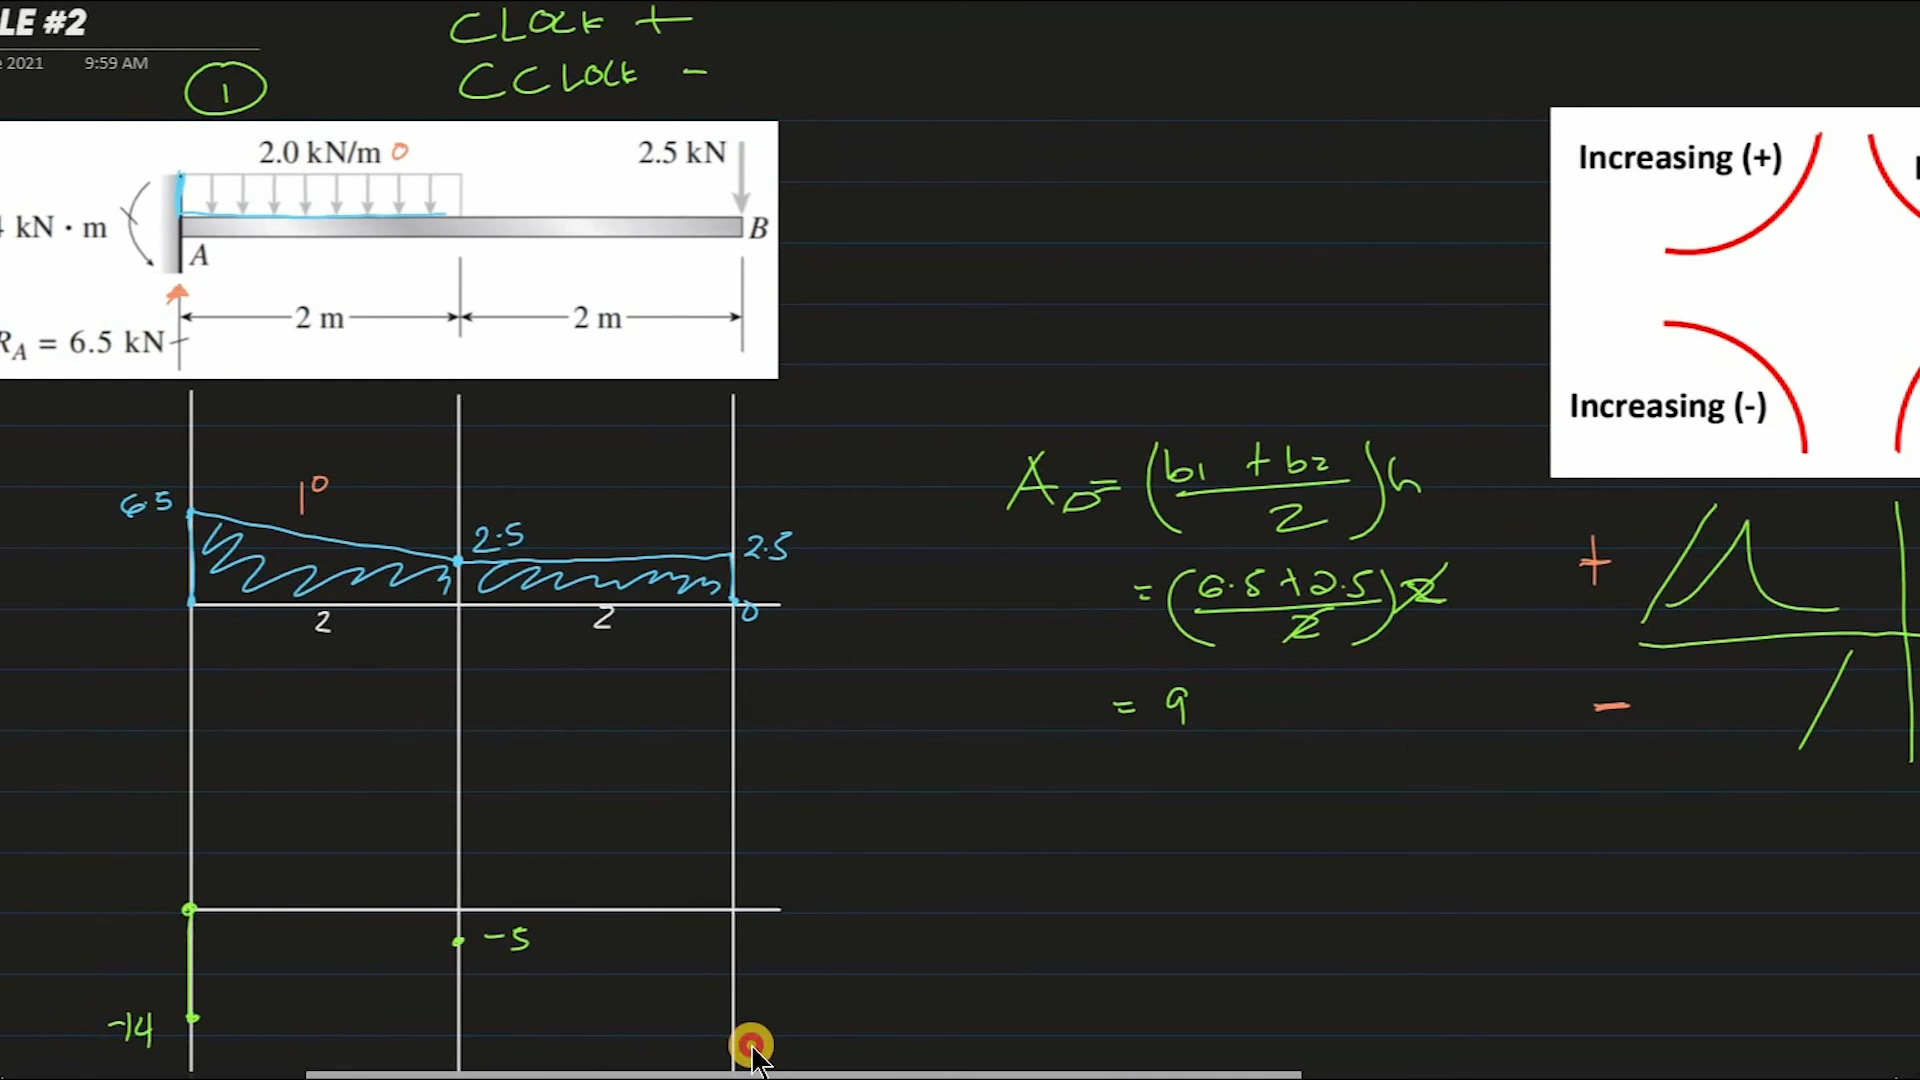 LE #2
2021 9:59 AM
CLOCK +
CCLOCK -
1
2.0 kN/m 0
2.5 kN
kN · m
A
B
2 m
2 m
R_A = 6.5 kN
Increasing (+)
Increasing (-)
6.5
1°
2.5
2.5
0
2
2
A = (b1 + b2 / 2) h
= (6.5 + 2.5 / 2) 2
= 9
+
-
-5
-14